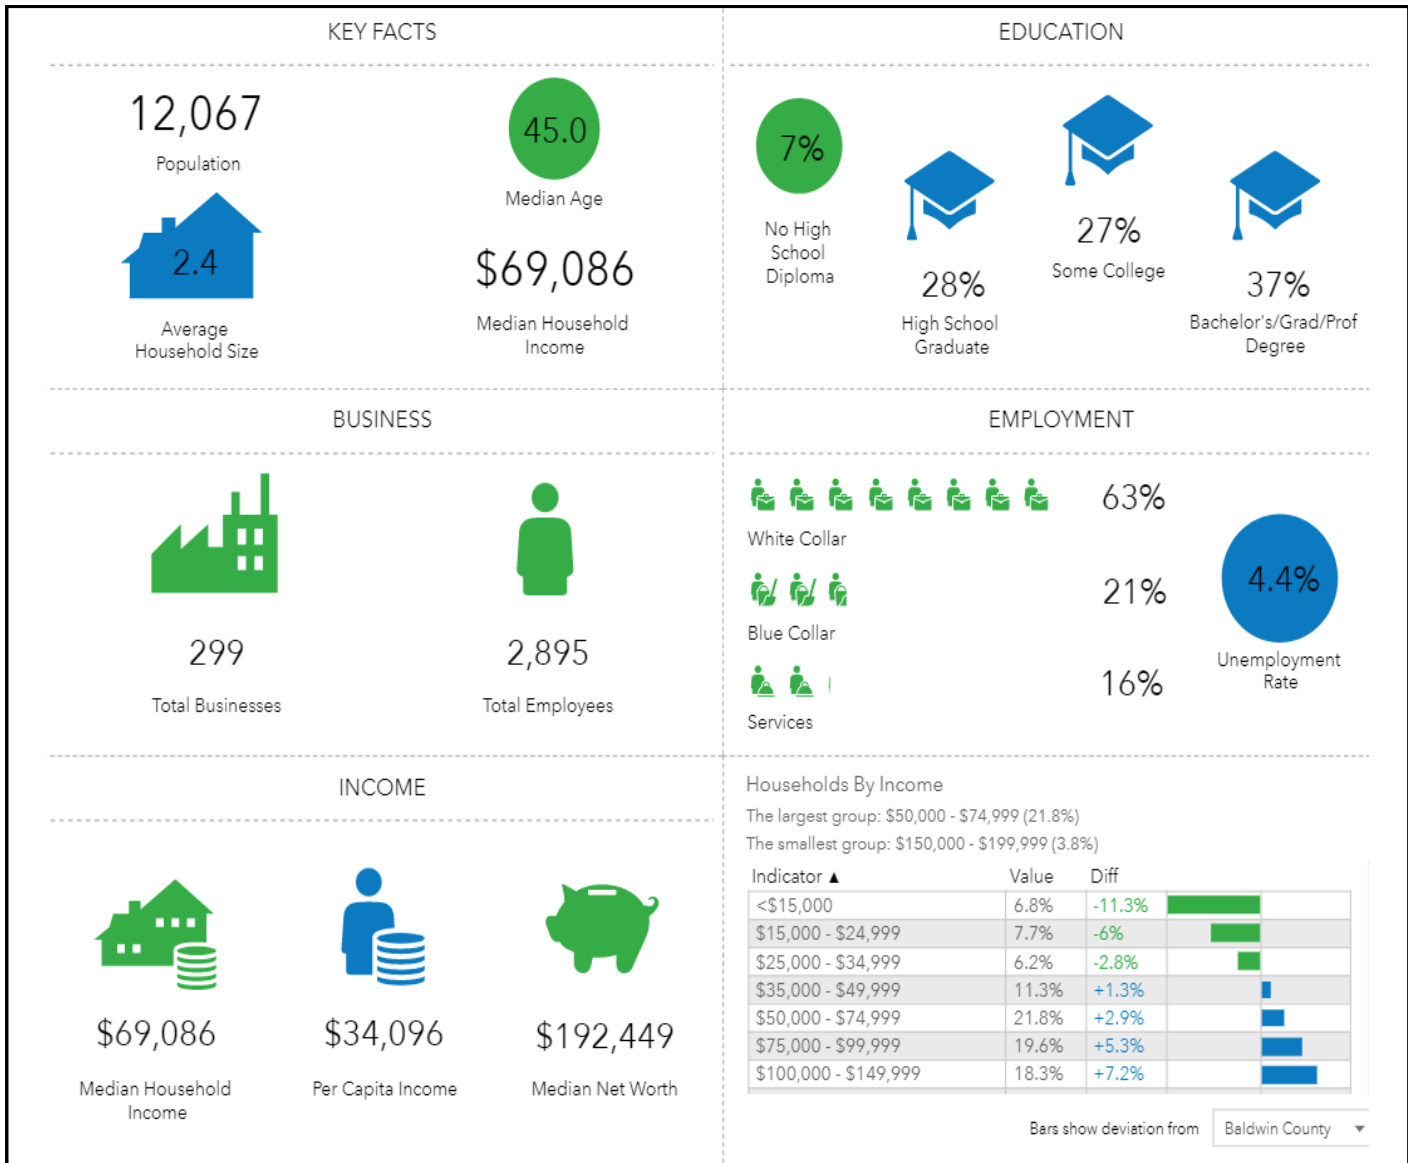 KEY FACTS
12,067
Population
45.0
Median Age
2.4
Average
Household Size
$69,086
Median Household
Income
EDUCATION
7%
No High
School
Diploma
28%
High School
Graduate
27%
Some College
37%
Bachelor's/Grad/Prof
Degree
BUSINESS
299
Total Businesses
2,895
Total Employees
EMPLOYMENT
63%
White Collar
21%
Blue Collar
16%
Services
4.4%
Unemployment
Rate
INCOME
$69,086
Median Household
Income
$34,096
Per Capita Income
$192,449
Median Net Worth
Households By Income
The largest group: $50,000 - $74,999 (21.8%)
The smallest group: $150,000 - $199,999 (3.8%)
Indicator ▲ Value Diff
<$15,000 6.8% -11.3%
$15,000 - $24,999 7.7% -6%
$25,000 - $34,999 6.2% -2.8%
$35,000 - $49,999 11.3% +1.3%
$50,000 - $74,999 21.8% +2.9%
$75,000 - $99,999 19.6% +5.3%
$100,000 - $149,999 18.3% +7.2%
Bars show deviation from Baldwin County